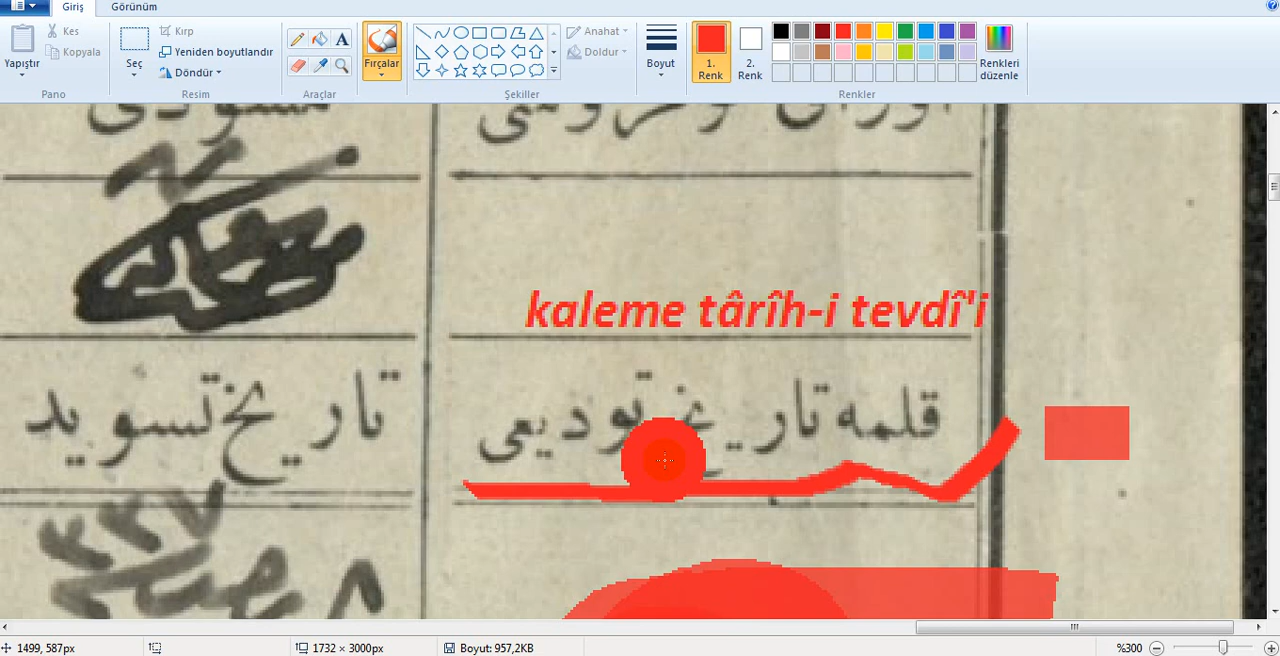 Giriş Görünüm
Yapıştır
Kes
Kopyala
Pano
Seç
Kırp
Yeniden boyutlandır
Döndür
Resim
A
Araçlar
Fırçalar
Anahat
Doldur
Şekiller
Boyut
1. Renk
2. Renk
Renkleri düzenle
Renkler
اوراق
kaleme târîh-i tevdî'i
قلمه تاريخ توديعى
تاريخ تسويد
1499, 587px
1732 × 3000px
Boyut: 957,2KB
%300